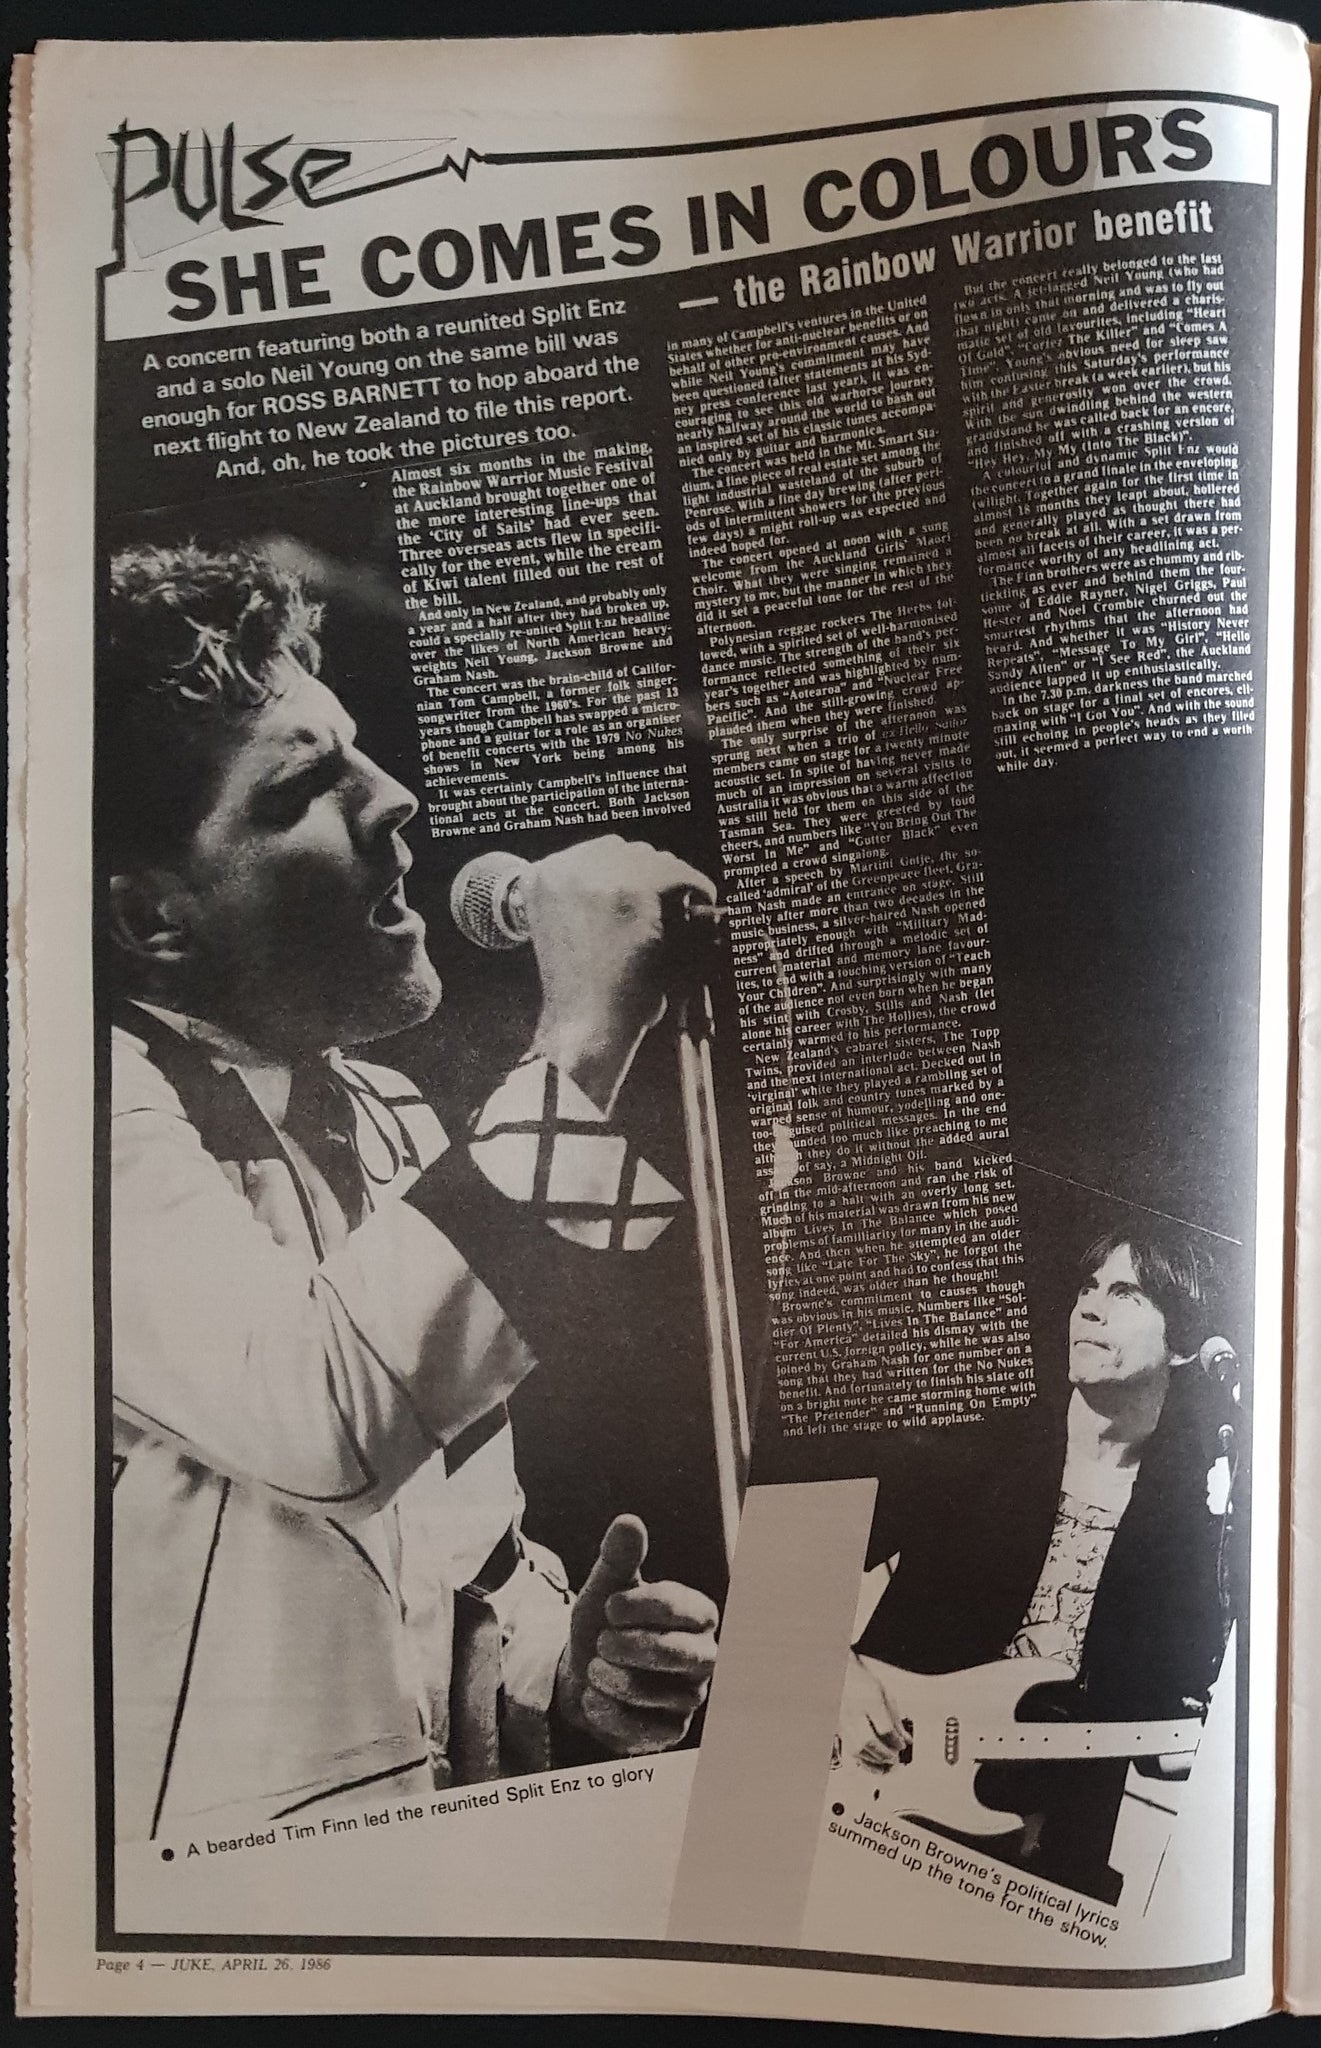 PULSE
SHE COMES IN COLOURS
— the Rainbow Warrior benefit
A concern featuring both a reunited Split Enz
and a solo Neil Young on the same bill was
enough for ROSS BARNETT to hop aboard the
next flight to New Zealand to file this report.
And, oh, he took the pictures too.
Almost six months in the making,
the Rainbow Warrior Music Festival
at Auckland brought together one of
the more interesting line-ups that
the 'City of Sails' had ever seen.
Three overseas acts flew in specifi-
cally for the event, while the cream
of Kiwi talent filled out the rest of
the bill.
And only in New Zealand, and probably only
a year and a half after they had broken up,
could a specially re-united Split Enz headline
over the likes of North American heavy-
weights Neil Young, Jackson Browne and
Graham Nash.
The concert was the brain-child of Califor-
nian Tom Campbell, a former folk singer-
songwriter from the 1960's. For the past 13
years though Campbell has swapped a micro-
phone and a guitar for a role as an organiser
of benefit concerts with the 1979 No Nukes
shows in New York being among his
achievements.
It was certainly Campbell's influence that
brought about the participation of the interna-
tional acts at the concert. Both Jackson
Browne and Graham Nash had been involved
in many of Campbell's ventures in the United
States whether for anti-nuclear benefits or on
behalf of other pro-environment causes. And
while Neil Young's commitment may have
been questioned (after statements at his Syd-
ney press conference last year), it was en-
couraging to see this old warhorse journey
nearly halfway around the world to bash out
an inspired set of his classic tunes accompa-
nied only by guitar and harmonica.
The concert was held in the Mt. Smart Sta-
dium, a fine piece of real estate set among the
light industrial wasteland of the suburb of
Penrose. With a fine day brewing (after peri-
ods of intermittent showers for the previous
few days) a might roll-up was expected and
indeed hoped for.
The concert opened at noon with a sung
welcome from the Auckland Girls' Maori
Choir. What they were singing remained a
mystery to me, but the manner in which they
did it set a peaceful tone for the rest of the
afternoon.
Polynesian reggae rockers The Herbs fol-
lowed, with a spirited set of well-harmonised
dance music. The strength of the band's per-
formance reflected something of their six
year's together and was highlighted by num-
bers such as "Aotearoa" and "Nuclear Free
Pacific". And the still-growing crowd ap-
plauded them when they were finished.
The only surprise of the afternoon was
sprung next when a trio of ex-Hello Sailor
members came on stage for a twenty minute
acoustic set. In spite of having never made
much of an impression on several visits to
Australia it was obvious that a warm affection
was still held for them on this side of the
Tasman Sea. They were greeted by loud
cheers, and numbers like "You Bring Out The
Worst In Me" and "Gutter Black" even
prompted a crowd singalong.
After a speech by Martini Gotje, the so-
called 'admiral' of the Greenpeace fleet, Gra-
ham Nash made an entrance on stage. Still
spritely after more than two decades in the
music business, a silver-haired Nash opened
appropriately enough with "Military Mad-
ness" and drifted through a melodic set of
current material and memory lane favour-
ites, to end with a touching version of "Teach
Your Children". And surprisingly with many
of the audience not even born when he began
his stint with Crosby, Stills and Nash (let
alone his career with The Hollies), the crowd
certainly warmed to his performance.
New Zealand's cabaret sisters, The Topp
Twins, provided an interlude between Nash
and the next international act. Decked out in
'virginal' white they played a rambling set of
original folk and country tunes marked by a
warped sense of humour, yodelling and one-
too- guised political messages. In the end
they unded too much like preaching to me
alth h they do it without the added aural
ass of say, a Midnight Oil.
Jackson Browne and his band kicked
off in the mid-afternoon and ran the risk of
grinding to a halt with an overly long set.
Much of his material was drawn from his new
album Lives In The Balance which posed
problems of familliarity for many in the audi-
ence. And then when he attempted an older
song like "Late For The Sky", he forgot the
lyrics at one point and had to confess that this
song, indeed, was older than he thought!
Browne's commitment to causes though
was obvious in his music. Numbers like "Sol-
dier Of Plenty", "Lives In The Balance" and
"For America" detailed his dismay with the
current U.S. foreign policy, while he was also
joined by Graham Nash for one number on a
song that they had written for the No Nukes
benefit. And fortunately to finish his slate off
on a bright note he came storming home with
"The Pretender" and "Running On Empty"
and left the stage to wild applause.
But the concert really belonged to the last
two acts. A jet-lagged Neil Young (who had
flown in only that morning and was to fly out
that night) came on and delivered a charis-
matic set of old favourites, including "Heart
Of Gold", "Cortez The Killer" and "Comes A
Time". Young's obvious need for sleep saw
him confusing this Saturday's performance
with the Easter break (a week earlier), but his
spirit and generosity won over the crowd.
With the sun dwindling behind the western
grandstand he was called back for an encore,
and finished off with a crashing version of
"Hey, Hey, My My (Into The Black)".
A colourful and dynamic Split Enz would
the concert to a grand finale in the enveloping
twilight. Together again for the first time in
almost 18 months they leapt about, hollered
and generally played as thought there had
been no break at all. With a set drawn from
almost all facets of their career, it was a per-
formance worthy of any headlining act.
The Finn brothers were as chummy and rib-
tickling as ever and behind them the four-
some of Eddie Rayner, Nigel Griggs, Paul
Hester and Noel Cromble churned out the
smartest rhythms that the afternoon had
heard. And whether it was "History Never
Repeats", "Message To My Girl", "Hello
Sandy Allen" or "I See Red", the Auckland
audience lapped it up enthusiastically.
In the 7.30 p.m. darkness the band marched
back on stage for a final set of encores, cli-
maxing with "I Got You". And with the sound
still echoing in people's heads as they filed
out, it seemed a perfect way to end a worth
while day.
● A bearded Tim Finn led the reunited Split Enz to glory
● Jackson Browne's political lyrics
summed up the tone for the show.
Page 4 — JUKE, APRIL 26, 1986